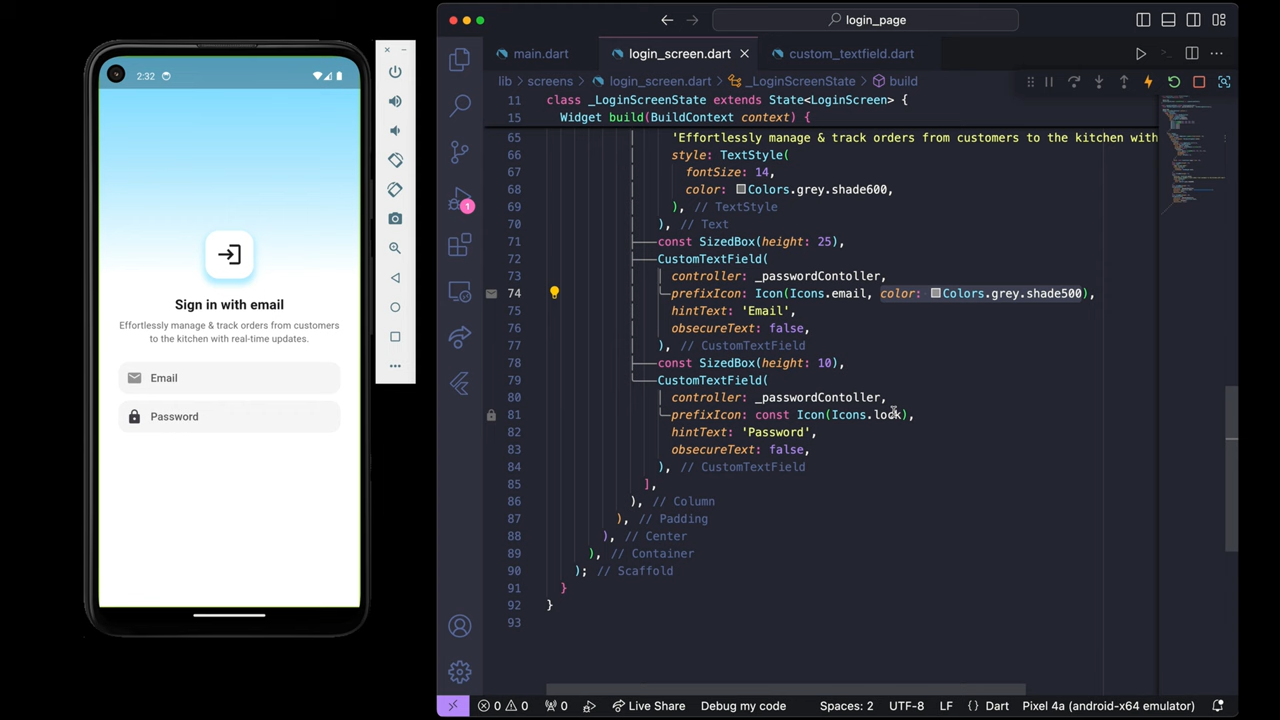 2:32
Sign in with email
Effortlessly manage & track orders from customers
to the kitchen with real-time updates.
Email
Password
login_page
main.dart
login_screen.dart
custom_textfield.dart
lib > screens > login_screen.dart > _LoginScreenState > build
11 class _LoginScreenState extends State<LoginScreen> {
15 Widget build(BuildContext context) {
65 'Effortlessly manage & track orders from customers to the kitchen with
66 style: TextStyle(
67 fontSize: 14,
68 color: Colors.grey.shade600,
69 ), // TextStyle
70 ), // Text
71 const SizedBox(height: 25),
72 CustomTextField(
73 controller: _passwordContoller,
74 prefixIcon: Icon(Icons.email, color: Colors.grey.shade500),
75 hintText: 'Email',
76 obsecureText: false,
77 ), // CustomTextField
78 const SizedBox(height: 10),
79 CustomTextField(
80 controller: _passwordContoller,
81 prefixIcon: const Icon(Icons.lock),
82 hintText: 'Password',
83 obsecureText: false,
84 ), // CustomTextField
85 ],
86 ), // Column
87 ), // Padding
88 ), // Center
89 ), // Container
90 ); // Scaffold
91 }
92 }
93
1
0 0 0 Live Share Debug my code Spaces: 2 UTF-8 LF {} Dart Pixel 4a (android-x64 emulator)